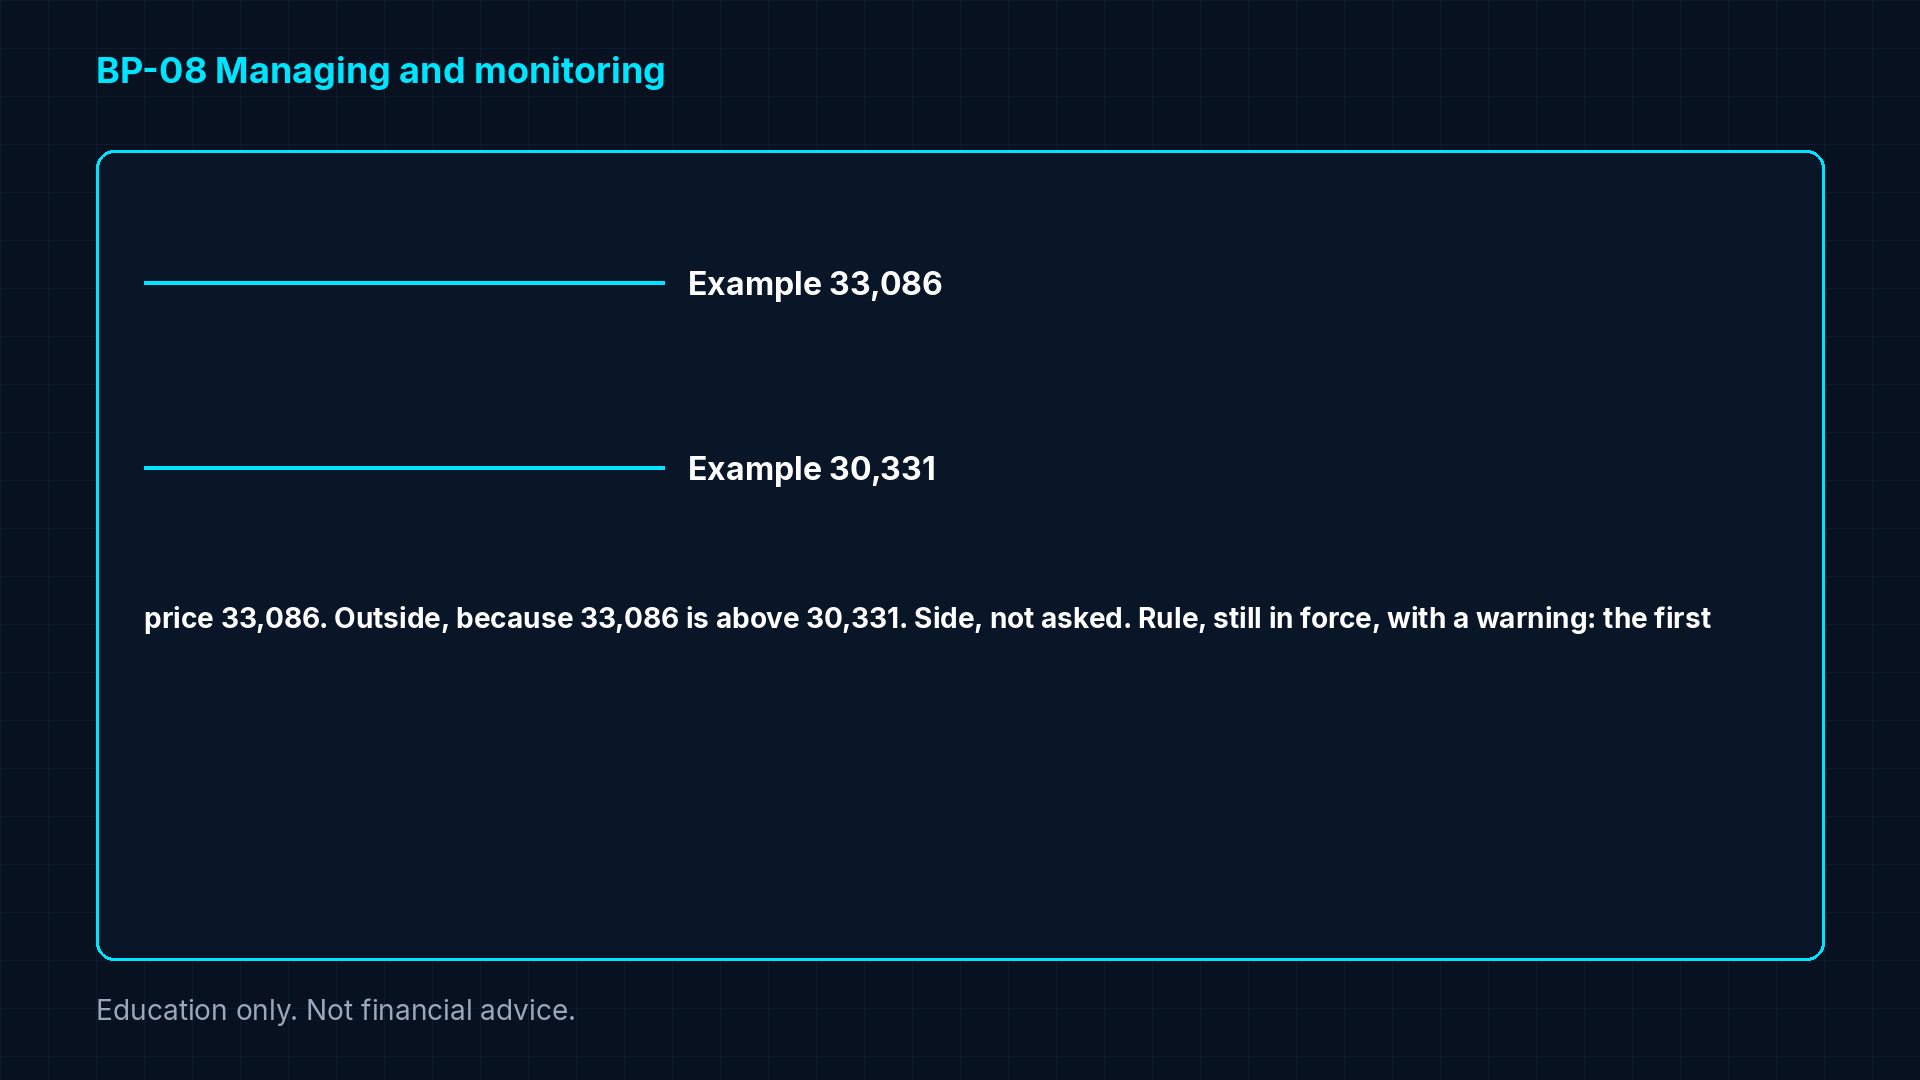 BP-08 Managing and monitoring
Example 33,086
Example 30,331
price 33,086. Outside, because 33,086 is above 30,331. Side, not asked. Rule, still in force, with a warning: the first
Education only. Not financial advice.